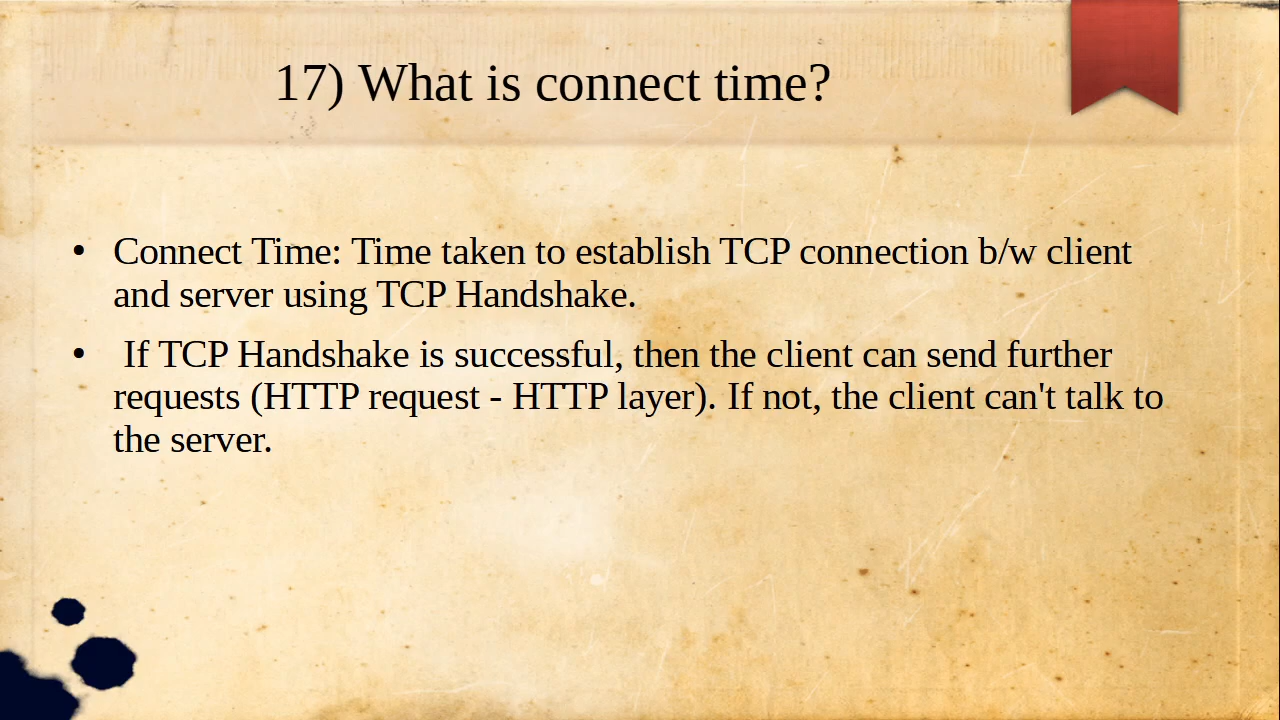 17) What is connect time?
• Connect Time: Time taken to establish TCP connection b/w client
and server using TCP Handshake.
• If TCP Handshake is successful, then the client can send further
requests (HTTP request - HTTP layer). If not, the client can't talk to
the server.